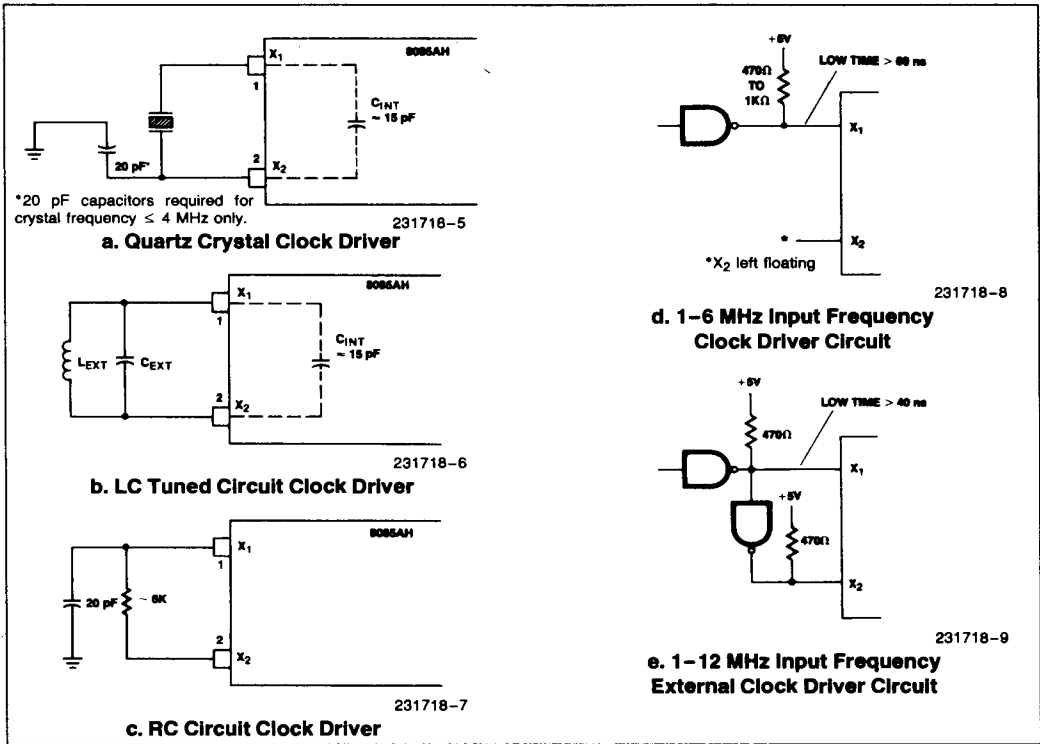 8085AH
X1
1
CINT
~ 15 pF
20 pF*
2
X2
*20 pF capacitors required for
crystal frequency ≤ 4 MHz only.
231718-5
a. Quartz Crystal Clock Driver
8085AH
X1
1
LEXT
CEXT
CINT
~ 15 pF
2
X2
231718-6
b. LC Tuned Circuit Clock Driver
8085AH
X1
1
20 pF
~ 6K
2
X2
231718-7
c. RC Circuit Clock Driver
+5V
470Ω
TO
1KΩ
LOW TIME > 60 ns
X1
*
X2
*X2 left floating
231718-8
d. 1-6 MHz Input Frequency
Clock Driver Circuit
+5V
LOW TIME > 40 ns
470Ω
X1
+5V
470Ω
X2
231718-9
e. 1-12 MHz Input Frequency
External Clock Driver Circuit